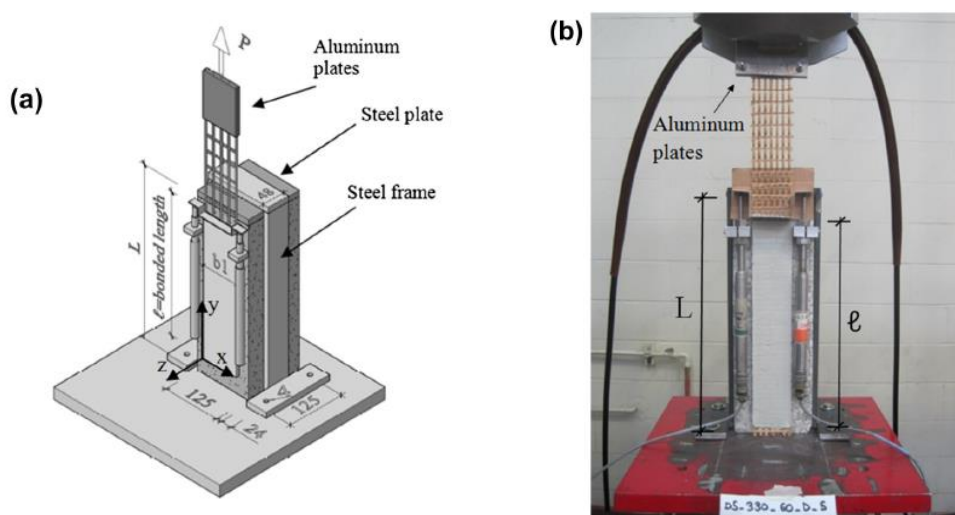 (a)
P
Aluminum
plates
Steel plate
Steel frame
48
L
ℓ=bonded length
b1
y
x
z
125
24
125
(b)
Aluminum
plates
L
ℓ
DS_330_60_D_5